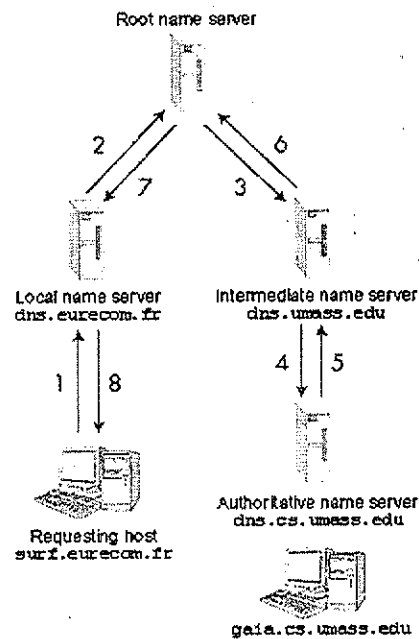 Root name server
2
7
3
6
Local name server
dns.eurecom.fr
Intermediate name server
dns.umass.edu
1
8
4
5
Requesting host
surf.eurecom.fr
Authoritative name server
dns.cs.umass.edu
gaia.cs.umass.edu